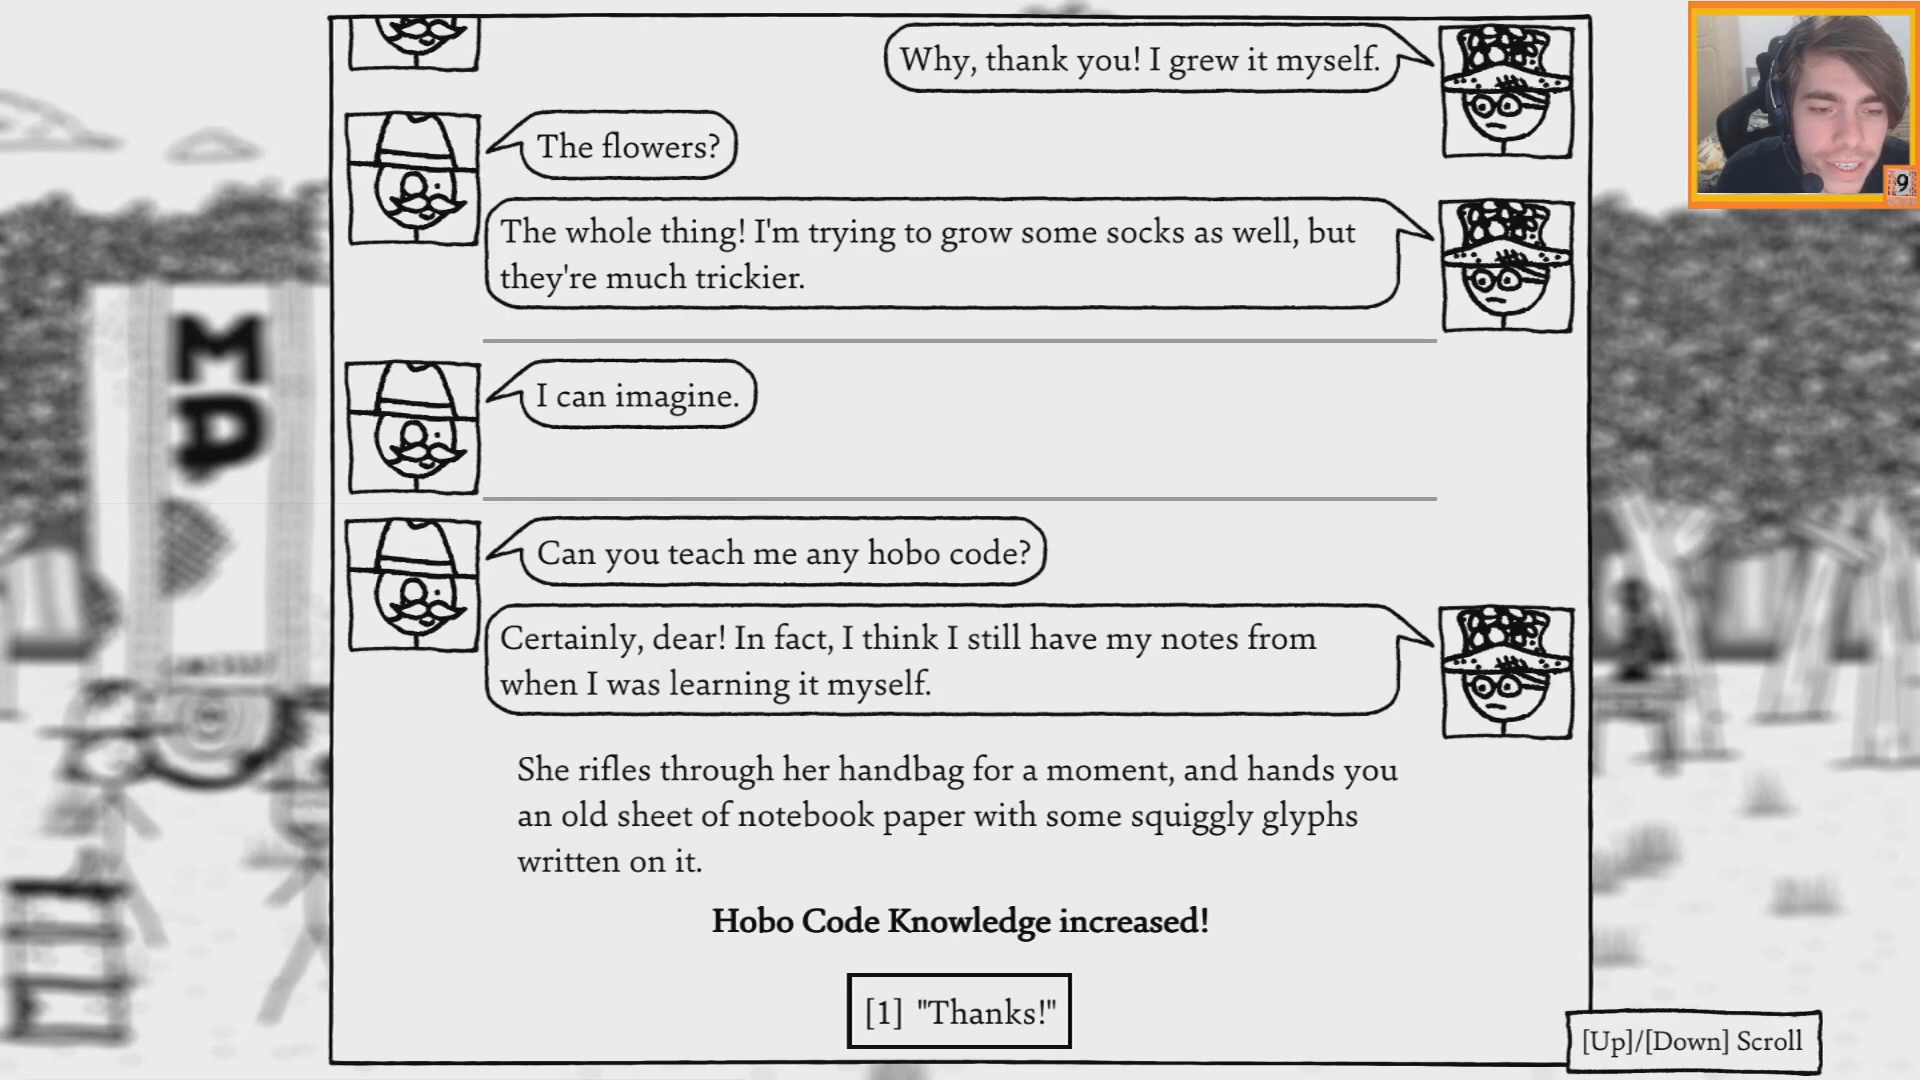 Why, thank you! I grew it myself.
The flowers?
The whole thing! I'm trying to grow some socks as well, but
they're much trickier.
I can imagine.
Can you teach me any hobo code?
Certainly, dear! In fact, I think I still have my notes from
when I was learning it myself.
She rifles through her handbag for a moment, and hands you
an old sheet of notebook paper with some squiggly glyphs
written on it.
Hobo Code Knowledge increased!
[1] "Thanks!"
[Up]/[Down] Scroll
M
D
9